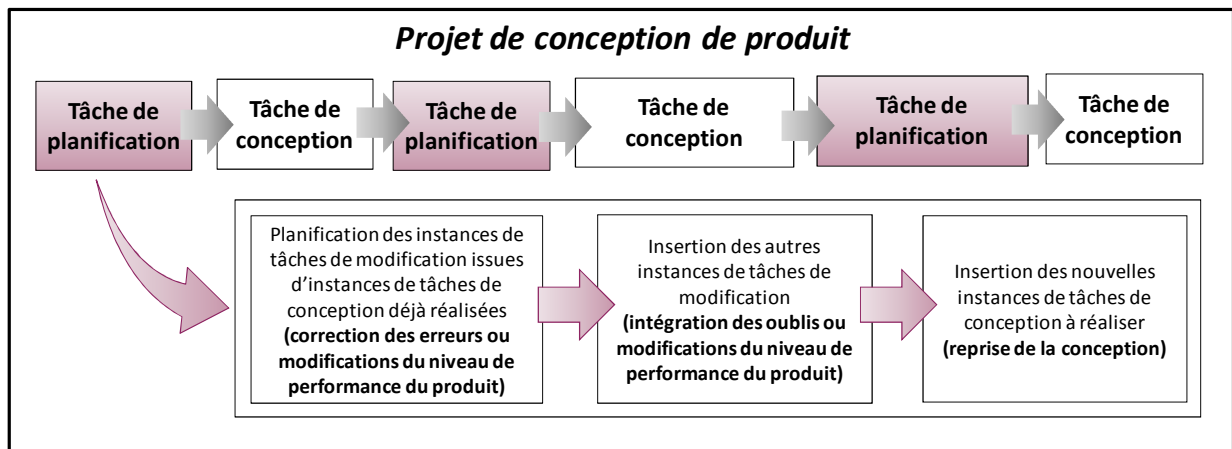 Projet de conception de produit
Tâche de
planification
Tâche de
conception
Tâche de
planification
Tâche de
conception
Tâche de
planification
Tâche de
conception
Planification des instances de
tâches de modification issues
d'instances de tâches de
conception déjà réalisées
(correction des erreurs ou
modifications du niveau de
performance du produit)
Insertion des autres
instances de tâches de
modification
(intégration des oublis ou
modifications du niveau de
performance du produit)
Insertion des nouvelles
instances de tâches de
conception à réaliser
(reprise de la conception)